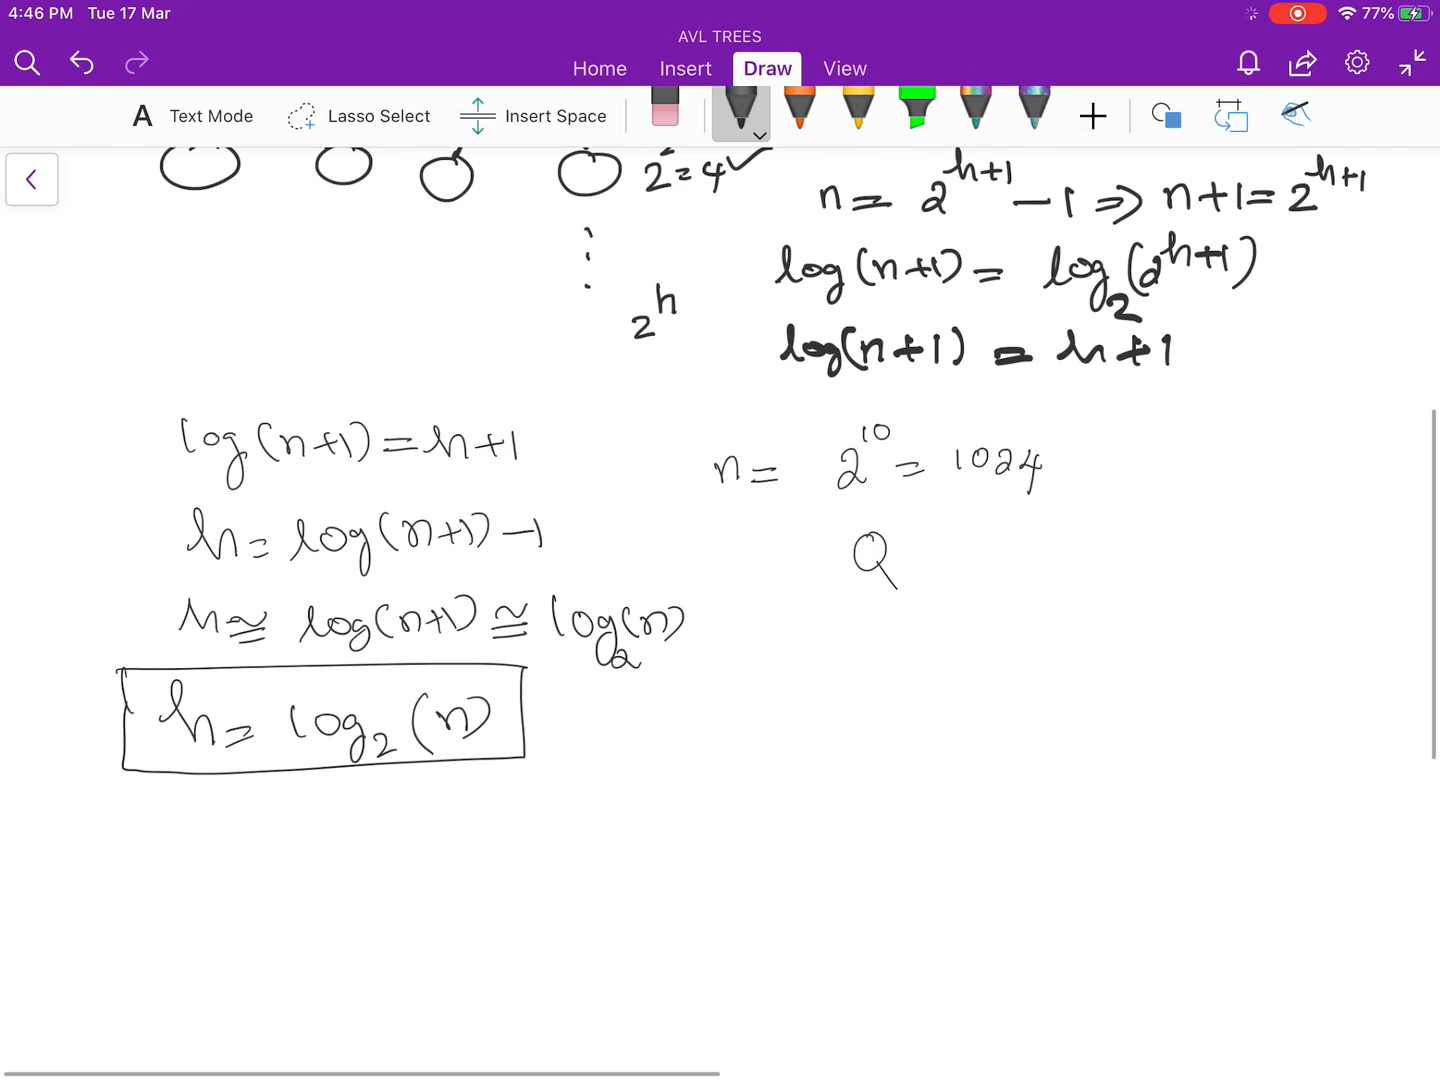 4:46 PM Tue 17 Mar
77%
AVL TREES
Home Insert Draw View
A Text Mode Lasso Select Insert Space
2² = 4 ✓
⋮
2^h
n = 2^(h+1) - 1 ⇒ n+1 = 2^(h+1)
log(n+1) = log₂(2^(h+1))
log(n+1) = h+1
log(n+1) = h+1
h = log(n+1) - 1
h ≅ log(n+1) ≅ log₂(n)
h = log₂(n)
n = 2^10 = 1024
Q